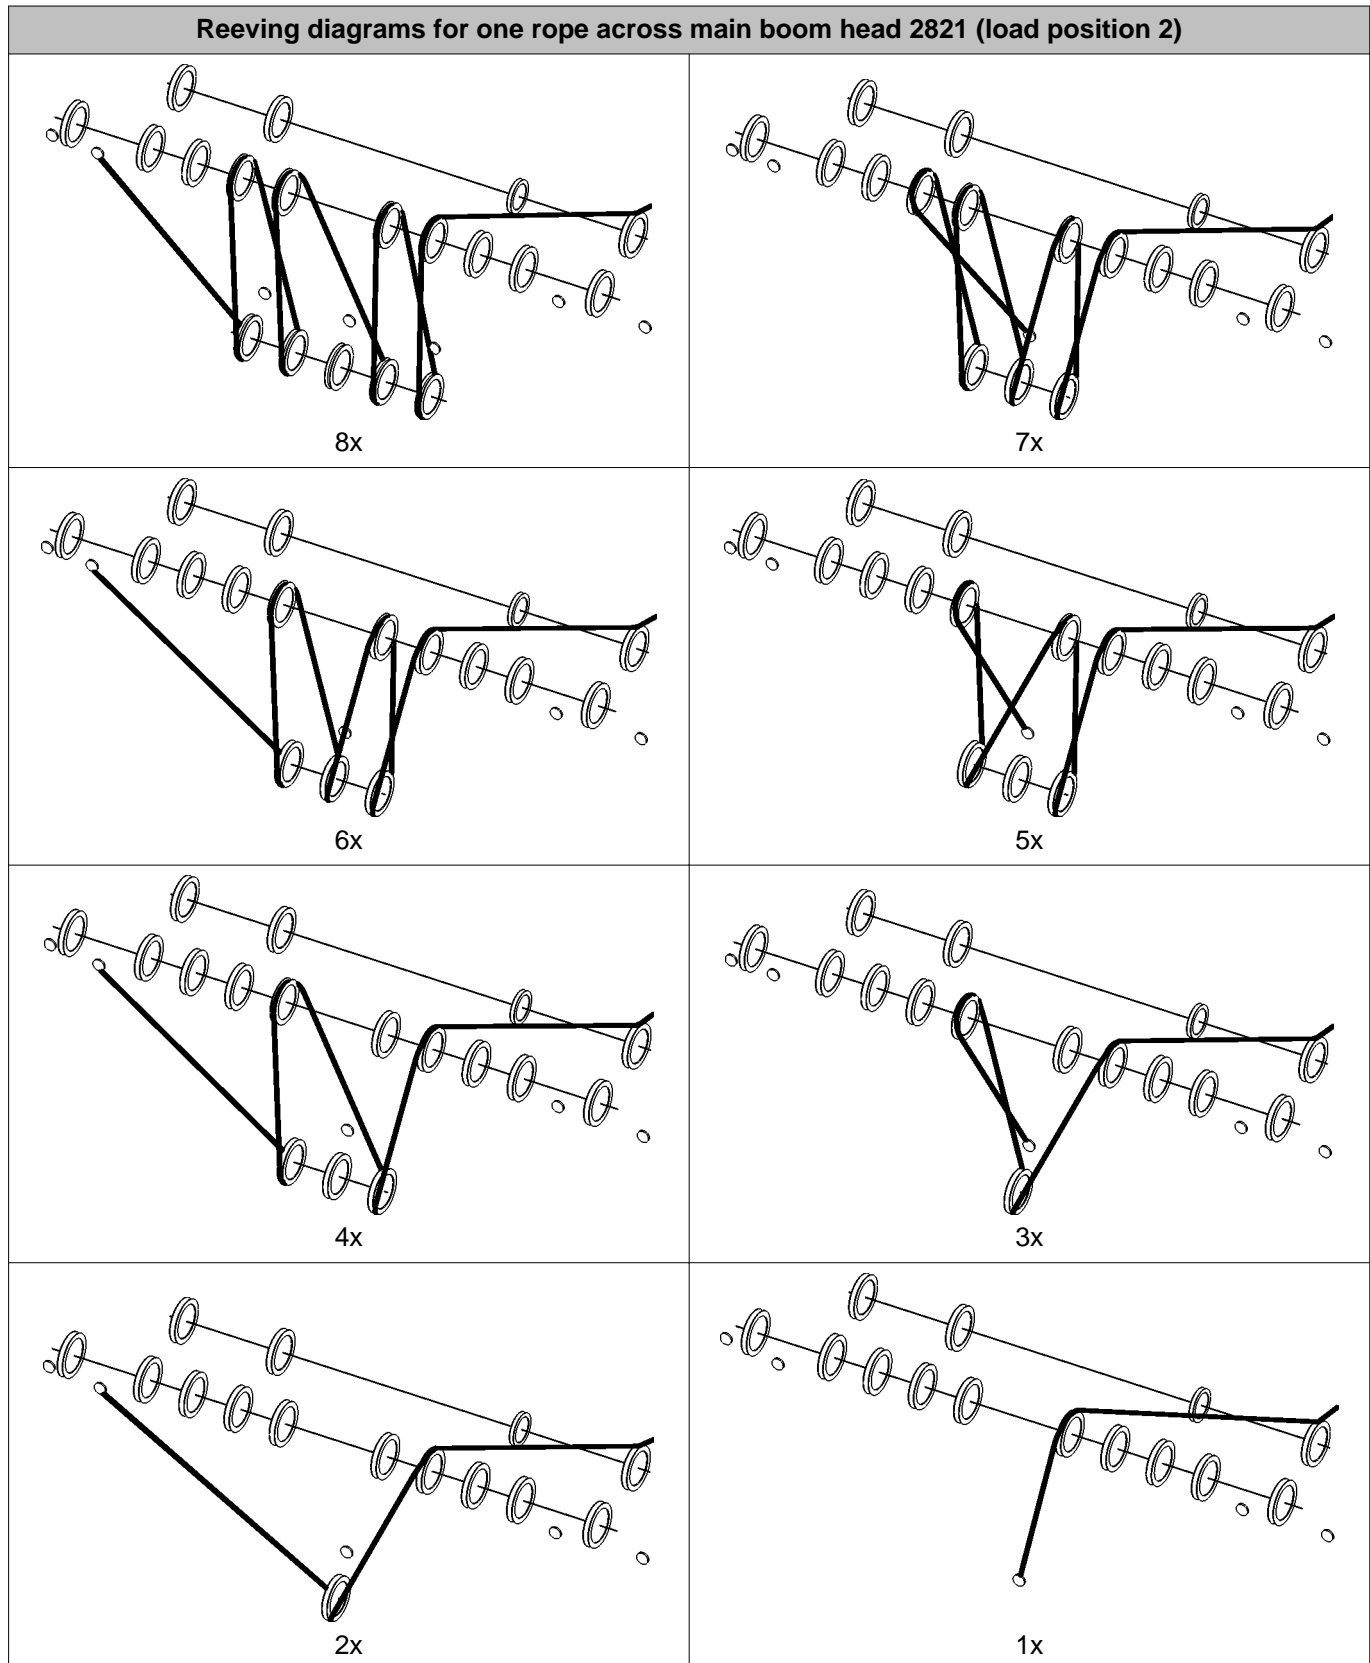 Reeving diagrams for one rope across main boom head 2821 (load position 2)
8x
7x
6x
5x
4x
3x
2x
1x